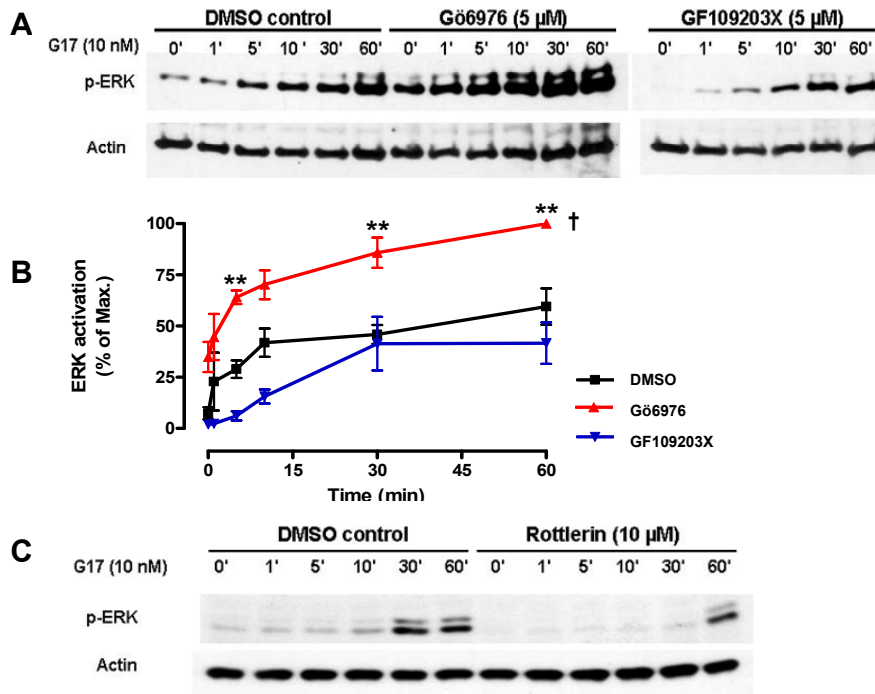 A
DMSO control Gö6976 (5 µM) GF109203X (5 µM)
G17 (10 nM) 0' 1' 5' 10' 30' 60' 0' 1' 5' 10' 30' 60' 0' 1' 5' 10' 30' 60'
p-ERK
Actin
B
ERK activation
(% of Max.)
100
75
50
25
0
** ** ** †
0 15 30 45 60
Time (min)
DMSO
Gö6976
GF109203X
C
DMSO control Rottlerin (10 µM)
G17 (10 nM) 0' 1' 5' 10' 30' 60' 0' 1' 5' 10' 30' 60'
p-ERK
Actin